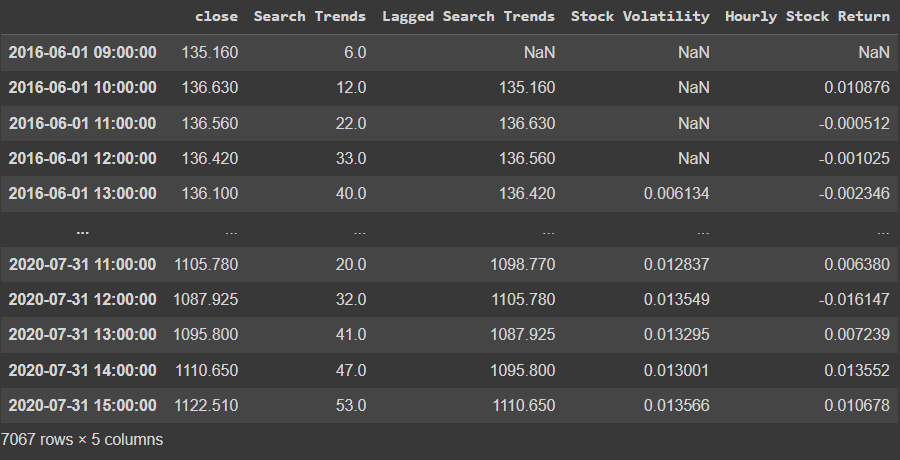 close Search Trends Lagged Search Trends Stock Volatility Hourly Stock Return
2016-06-01 09:00:00 135.160 6.0 NaN NaN NaN
2016-06-01 10:00:00 136.630 12.0 135.160 NaN 0.010876
2016-06-01 11:00:00 136.560 22.0 136.630 NaN -0.000512
2016-06-01 12:00:00 136.420 33.0 136.560 NaN -0.001025
2016-06-01 13:00:00 136.100 40.0 136.420 0.006134 -0.002346
... ... ... ... ... ...
2020-07-31 11:00:00 1105.780 20.0 1098.770 0.012837 0.006380
2020-07-31 12:00:00 1087.925 32.0 1105.780 0.013549 -0.016147
2020-07-31 13:00:00 1095.800 41.0 1087.925 0.013295 0.007239
2020-07-31 14:00:00 1110.650 47.0 1095.800 0.013001 0.013552
2020-07-31 15:00:00 1122.510 53.0 1110.650 0.013566 0.010678
7067 rows × 5 columns